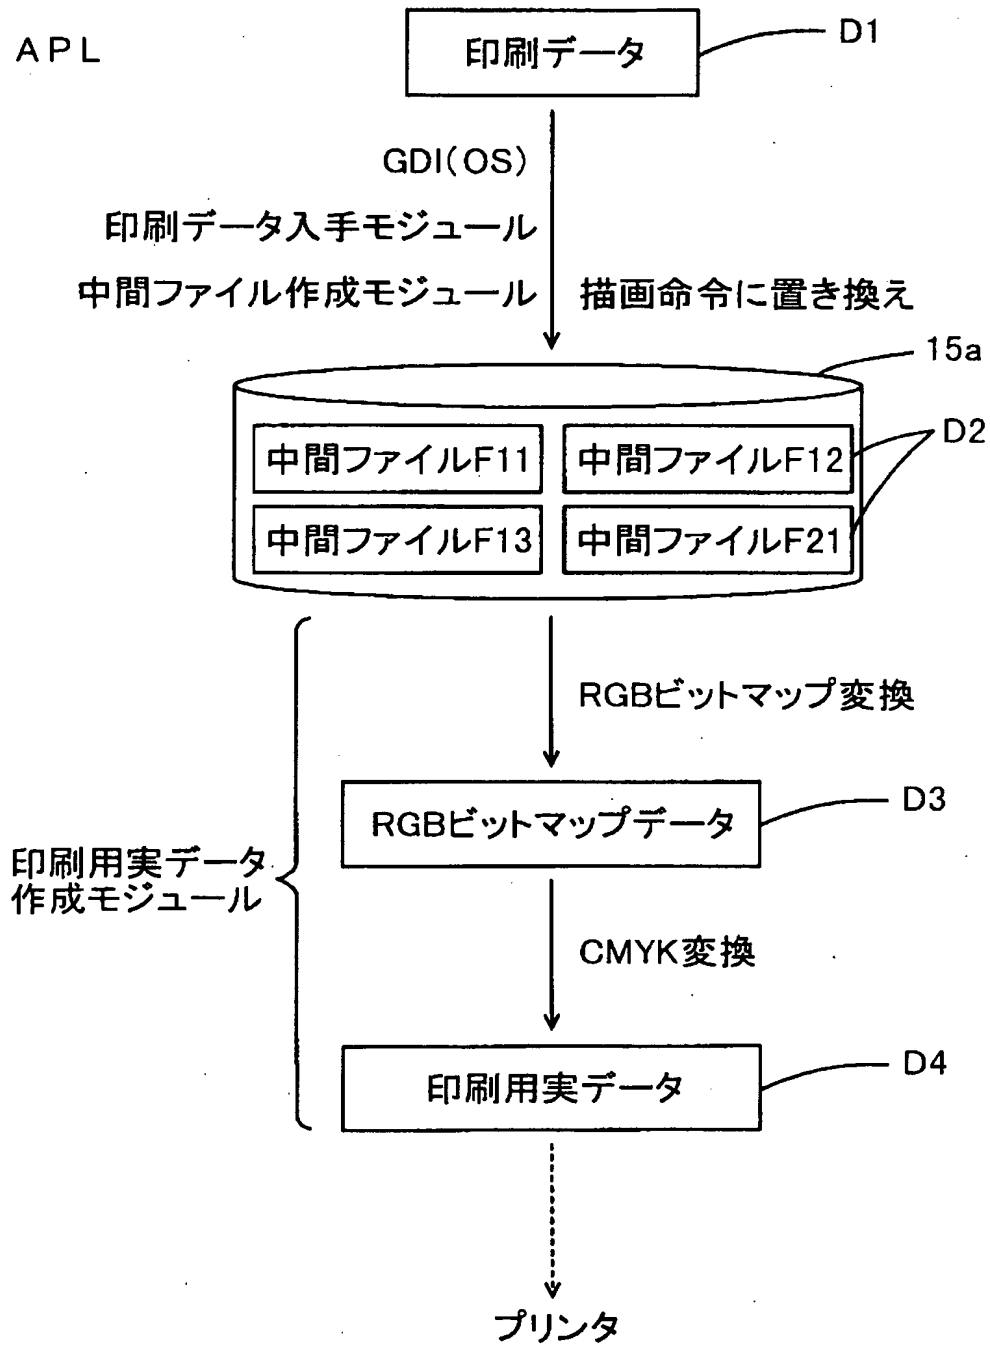 APL
印刷データ
D1
GDI(OS)
印刷データ入手モジュール
中間ファイル作成モジュール
描画命令に置き換え
15a
中間ファイルF11
中間ファイルF12
D2
中間ファイルF13
中間ファイルF21
RGBビットマップ変換
RGBビットマップデータ
D3
印刷用実データ
作成モジュール
CMYK変換
印刷用実データ
D4
プリンタ